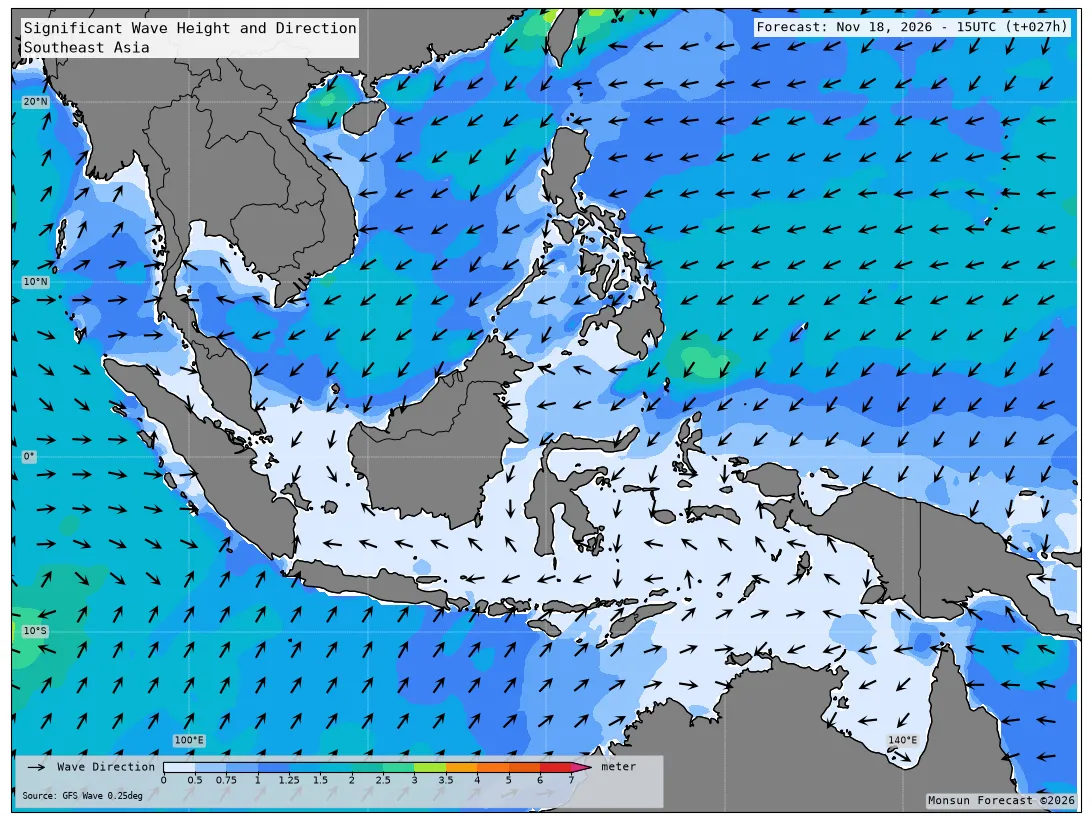 Significant Wave Height and Direction
Southeast Asia
Forecast: Nov 18, 2026 - 15UTC (t+027h)
20°N
10°N
0°
10°S
100°E
140°E
Wave Direction
0 0.5 0.75 1 1.25 1.5 2 2.5 3 3.5 4 5 6 7
meter
Source: GFS Wave 0.25deg
Monsun Forecast ©2026